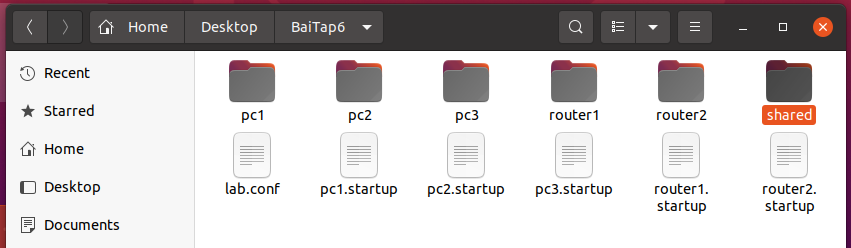 Home Desktop BaiTap6
Recent
Starred
Home
Desktop
Documents
pc1 pc2 pc3 router1 router2 shared
lab.conf pc1.startup pc2.startup pc3.startup router1. router2.
startup startup